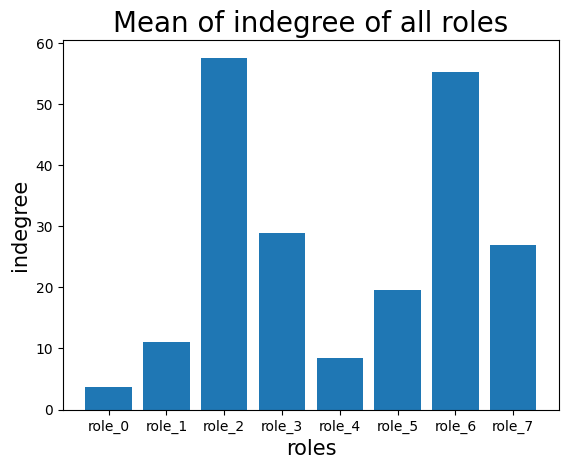 Mean of indegree of all roles
60
50
40
30
20
10
0
indegree
role_0 role_1 role_2 role_3 role_4 role_5 role_6 role_7
roles